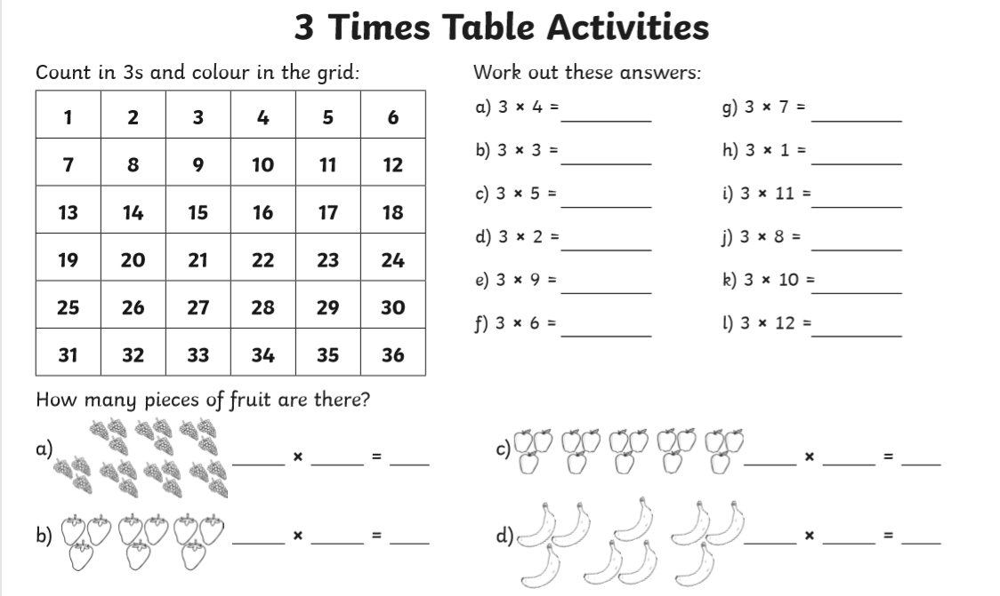 3 Times Table Activities
Count in 3s and colour in the grid:
1 2 3 4 5 6
7 8 9 10 11 12
13 14 15 16 17 18
19 20 21 22 23 24
25 26 27 28 29 30
31 32 33 34 35 36
Work out these answers:
a) 3 × 4 = ________
b) 3 × 3 = ________
c) 3 × 5 = ________
d) 3 × 2 = ________
e) 3 × 9 = ________
f) 3 × 6 = ________
g) 3 × 7 = ________
h) 3 × 1 = ________
i) 3 × 11 = ________
j) 3 × 8 = ________
k) 3 × 10 = ________
l) 3 × 12 = ________
How many pieces of fruit are there?
a) _____ × _____ = ____
b) _____ × _____ = ____
c) _____ × _____ = ____
d) _____ × _____ = ____